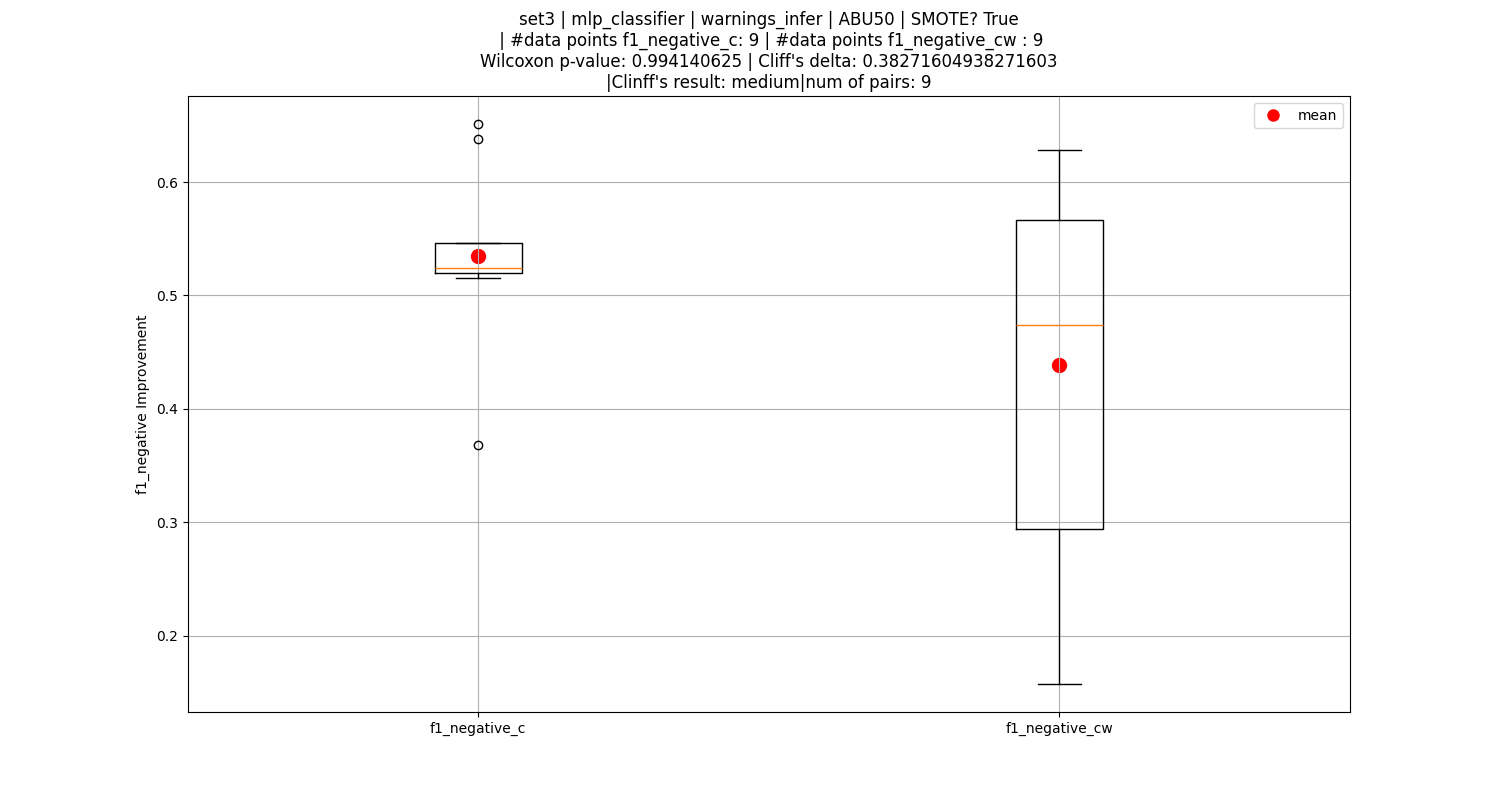 set3 | mlp_classifier | warnings_infer | ABU50 | SMOTE? True
| #data points f1_negative_c: 9 | #data points f1_negative_cw : 9
Wilcoxon p-value: 0.994140625 | Cliff's delta: 0.38271604938271603
|Clinff's result: medium|num of pairs: 9
mean
0.6
0.5
0.4
0.3
0.2
f1_negative Improvement
f1_negative_c
f1_negative_cw